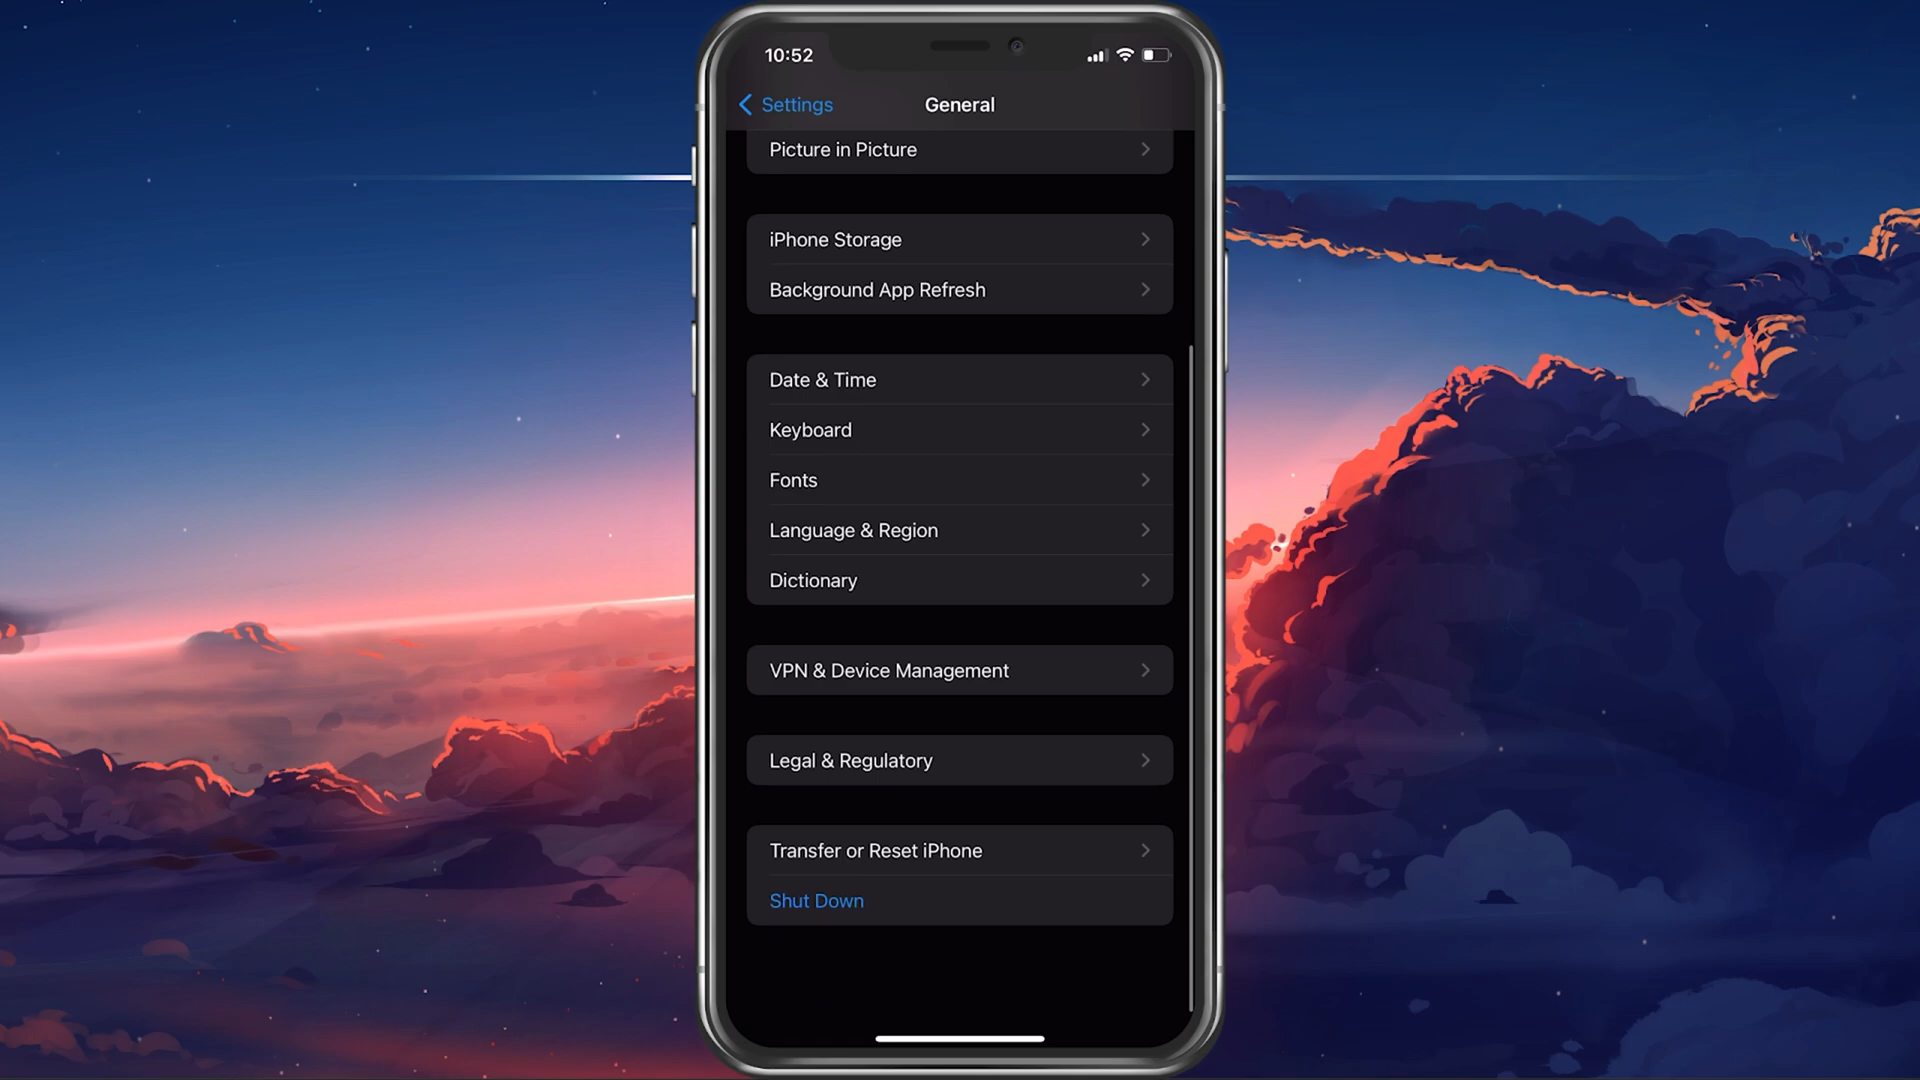 10:52
Settings
General
Picture in Picture
iPhone Storage
Background App Refresh
Date & Time
Keyboard
Fonts
Language & Region
Dictionary
VPN & Device Management
Legal & Regulatory
Transfer or Reset iPhone
Shut Down